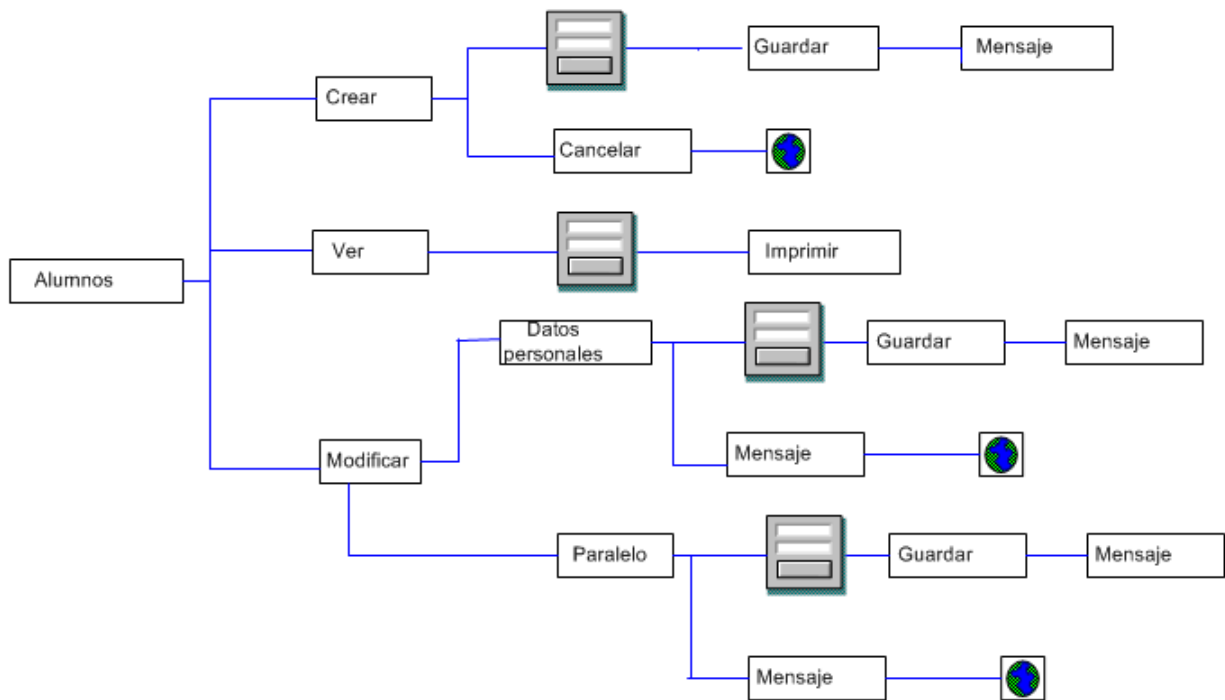 Guardar
Mensaje
Crear
Cancelar
Ver
Imprimir
Alumnos
Datos
personales
Guardar
Mensaje
Modificar
Mensaje
Paralelo
Guardar
Mensaje
Mensaje